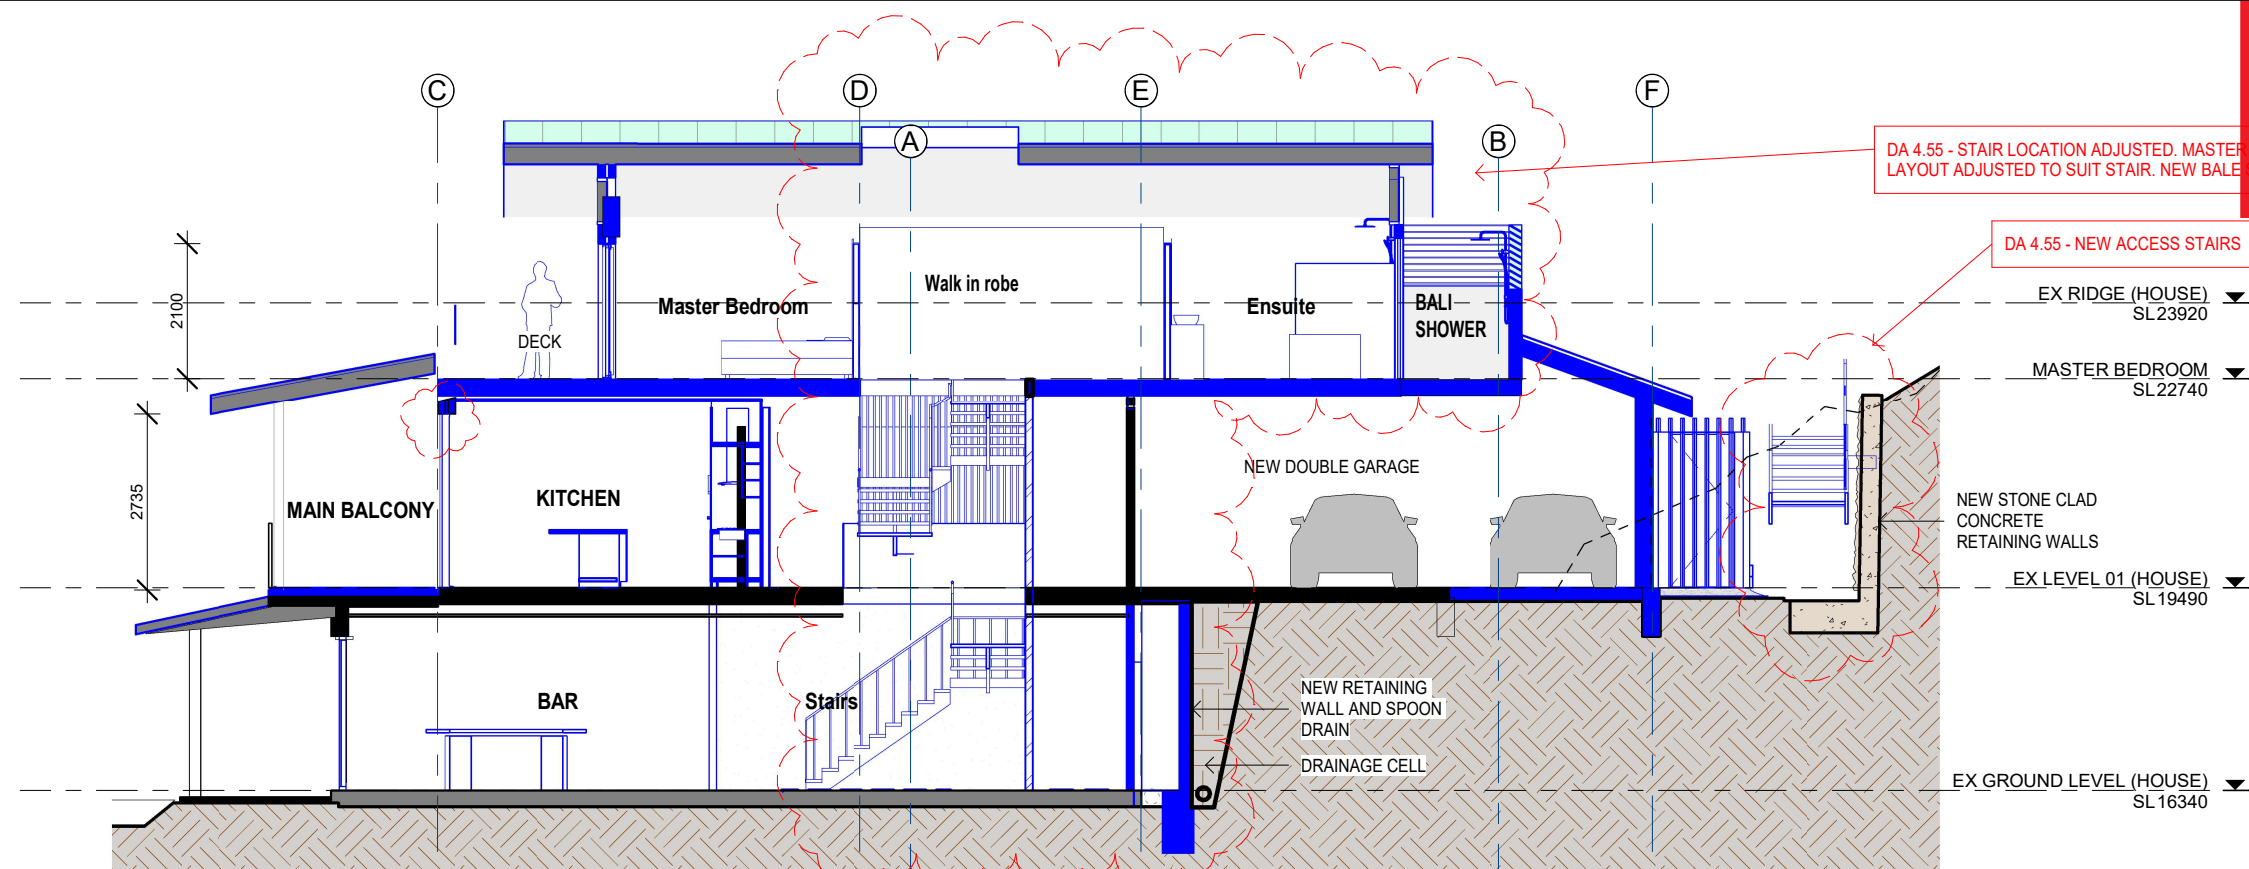 C
D
E
F
A
B
DA 4.55 - STAIR LOCATION ADJUSTED. MASTER
LAYOUT ADJUSTED TO SUIT STAIR. NEW BALE
DA 4.55 - NEW ACCESS STAIRS
2100
Master Bedroom
Walk in robe
Ensuite
BALI
SHOWER
DECK
EX RIDGE (HOUSE)
SL23920
MASTER BEDROOM
SL22740
2735
MAIN BALCONY
KITCHEN
NEW DOUBLE GARAGE
NEW STONE CLAD
CONCRETE
RETAINING WALLS
EX LEVEL 01 (HOUSE)
SL19490
BAR
Stairs
NEW RETAINING
WALL AND SPOON
DRAIN
DRAINAGE CELL
EX GROUND LEVEL (HOUSE)
SL16340